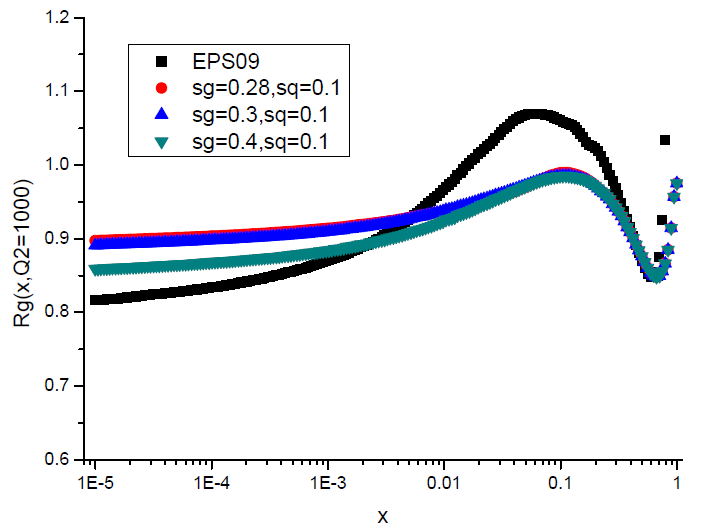 1.2
1.1
1.0
0.9
0.8
0.7
0.6
Rg(x,Q2=1000)
EPS09
sg=0.28,sq=0.1
sg=0.3,sq=0.1
sg=0.4,sq=0.1
1E-5 1E-4 1E-3 0.01 0.1 1
x